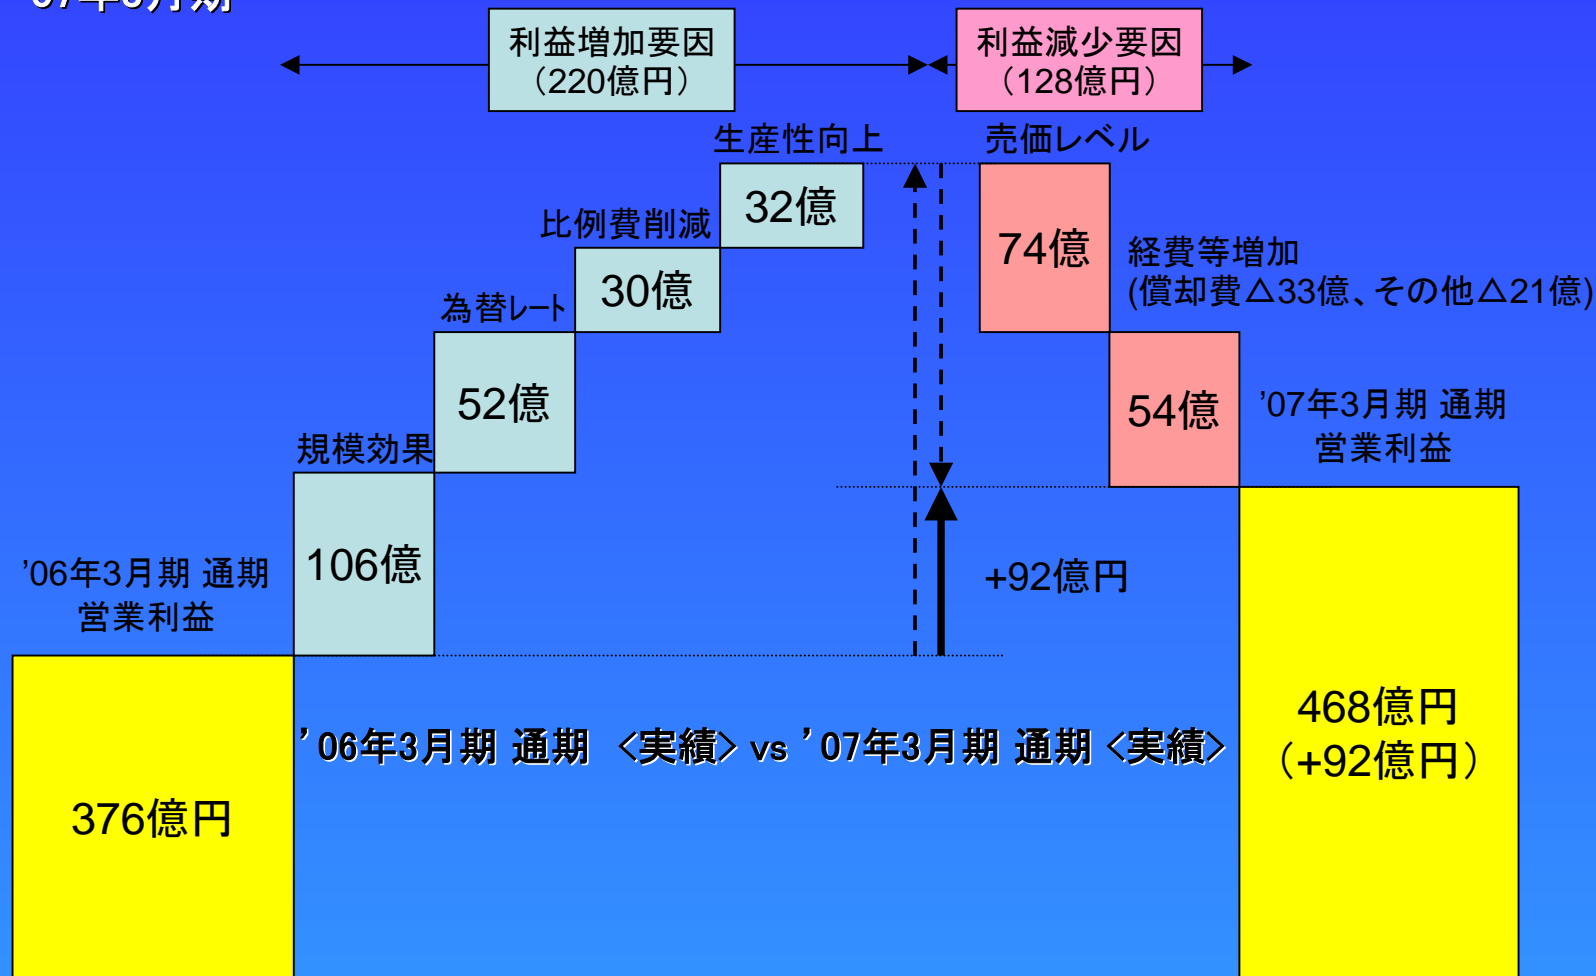 利益増加要因
（220億円）
利益減少要因
（128億円）
生産性向上
売価レベル
32億
比例費削減
74億
経費等増加
(償却費△33億、その他△21億)
30億
為替レート
52億
54億
'07年3月期 通期
営業利益
規模効果
106億
'06年3月期 通期
営業利益
+92億円
'06年3月期 通期 <実績> vs '07年3月期 通期 <実績>
468億円
（+92億円）
376億円